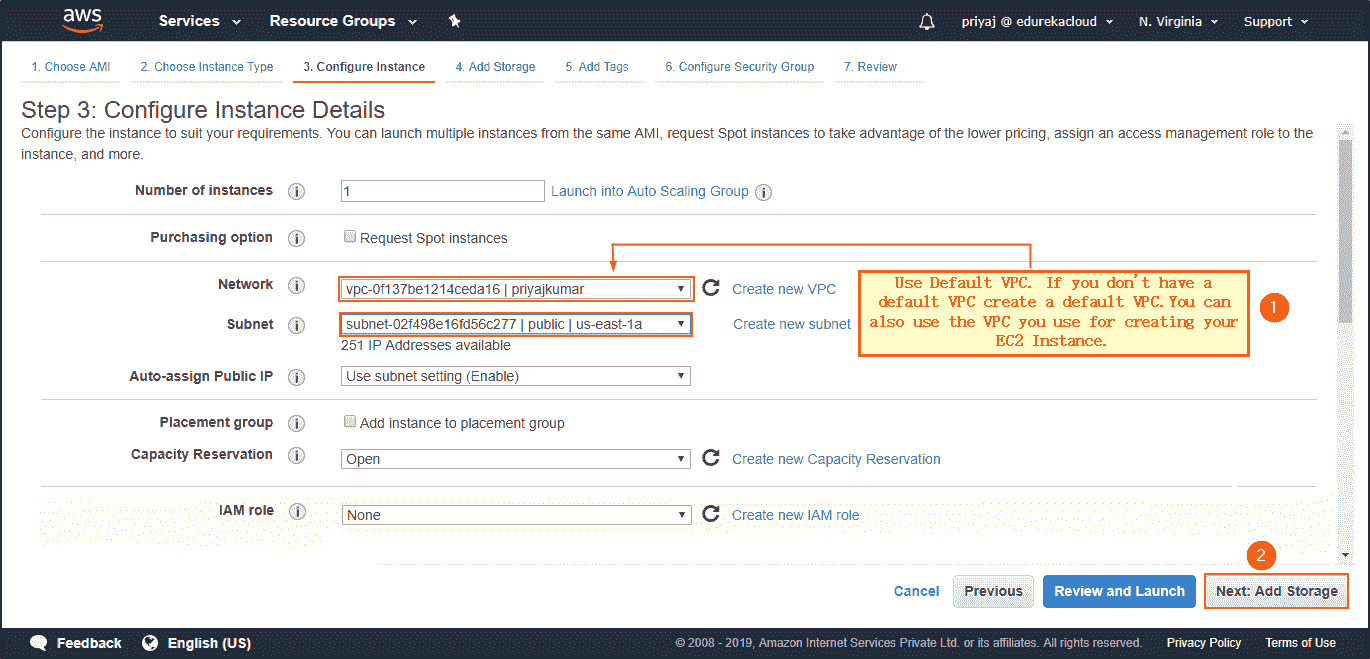 aws Services Resource Groups priyaj @ edurekacloud N. Virginia Support
1. Choose AMI 2. Choose Instance Type 3. Configure Instance 4. Add Storage 5. Add Tags 6. Configure Security Group 7. Review
Step 3: Configure Instance Details
Configure the instance to suit your requirements. You can launch multiple instances from the same AMI, request Spot instances to take advantage of the lower pricing, assign an access management role to the
instance, and more.
Number of instances i 1 Launch into Auto Scaling Group i
Purchasing option i Request Spot instances
Network i vpc-0f137be1214ceda16 | priyajkumar Create new VPC
Subnet i subnet-02f498e16fd56c277 | public | us-east-1a Create new subnet
251 IP Addresses available
Use Default VPC. If you don't have a
default VPC create a default VPC.You can
also use the VPC you use for creating your
EC2 Instance.
1
Auto-assign Public IP i Use subnet setting (Enable)
Placement group i Add instance to placement group
Capacity Reservation i Open Create new Capacity Reservation
IAM role i None Create new IAM role
2
Cancel Previous Review and Launch Next: Add Storage
Feedback English (US) © 2008 - 2019, Amazon Internet Services Private Ltd. or its affiliates. All rights reserved. Privacy Policy Terms of Use